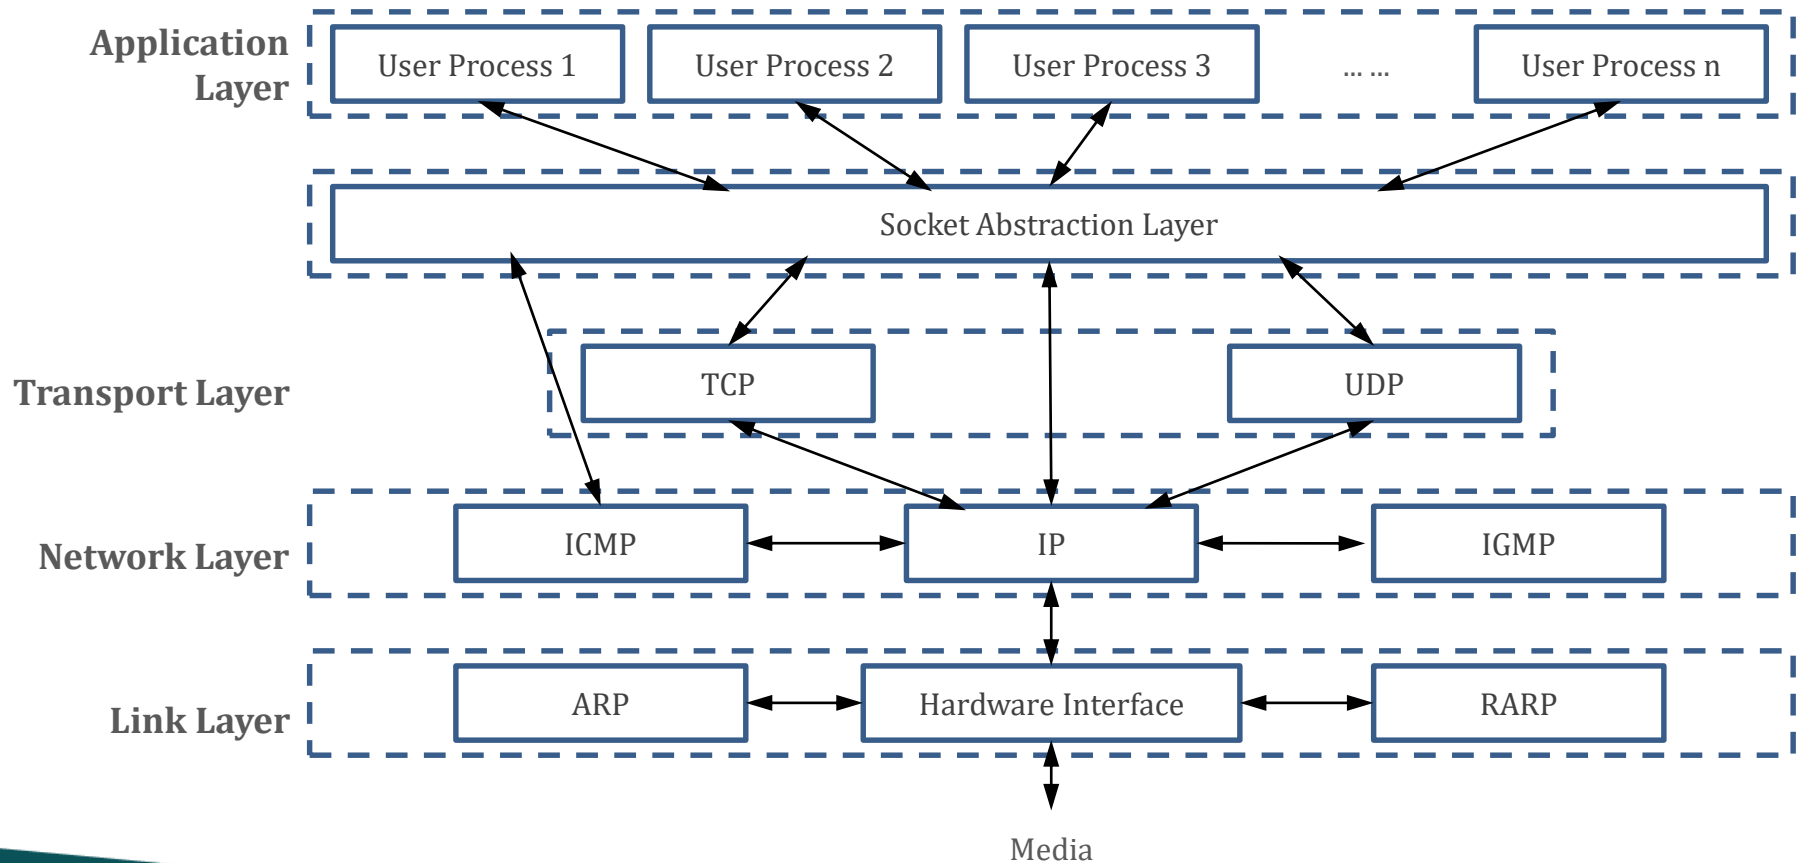 Application
Layer
User Process 1
User Process 2
User Process 3
... ...
User Process n
Socket Abstraction Layer
Transport Layer
TCP
UDP
Network Layer
ICMP
IP
IGMP
Link Layer
ARP
Hardware Interface
RARP
Media